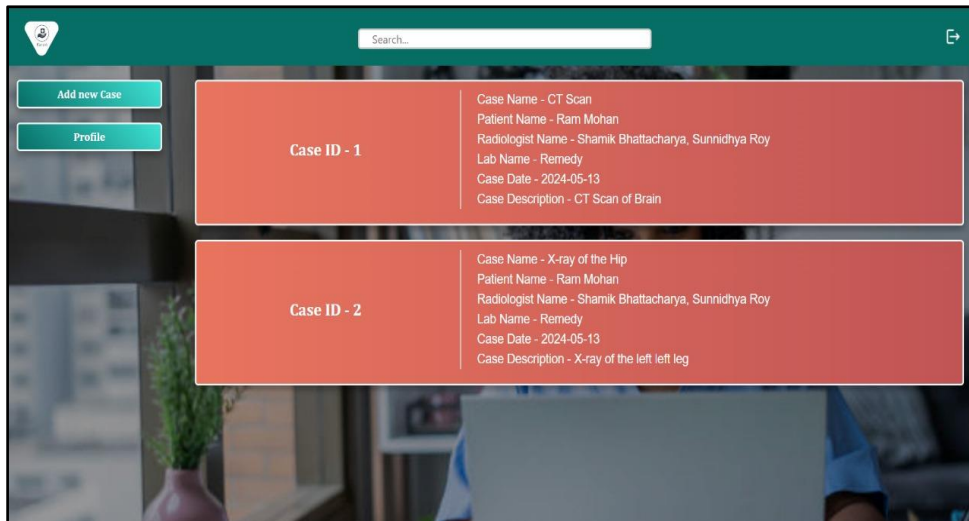 Search...
Add new Case
Profile
Case ID - 1
Case Name - CT Scan
Patient Name - Ram Mohan
Radiologist Name - Shamik Bhattacharya, Sunnidhya Roy
Lab Name - Remedy
Case Date - 2024-05-13
Case Description - CT Scan of Brain
Case ID - 2
Case Name - X-ray of the Hip
Patient Name - Ram Mohan
Radiologist Name - Shamik Bhattacharya, Sunnidhya Roy
Lab Name - Remedy
Case Date - 2024-05-13
Case Description - X-ray of the left left leg